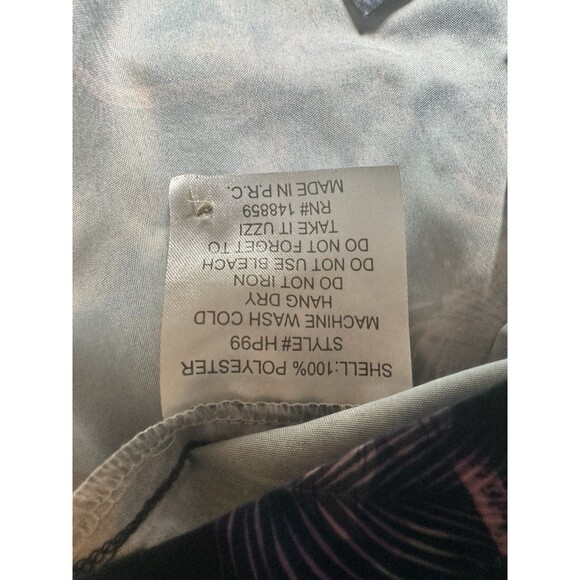 SHELL:100% POLYESTER
STYLE# HP99
MACHINE WASH COLD
HANG DRY
DO NOT IRON
DO NOT USE BLEACH
DO NOT FORGET TO
TAKE IT UZZI
RN# 148859
MADE IN P.R.C.